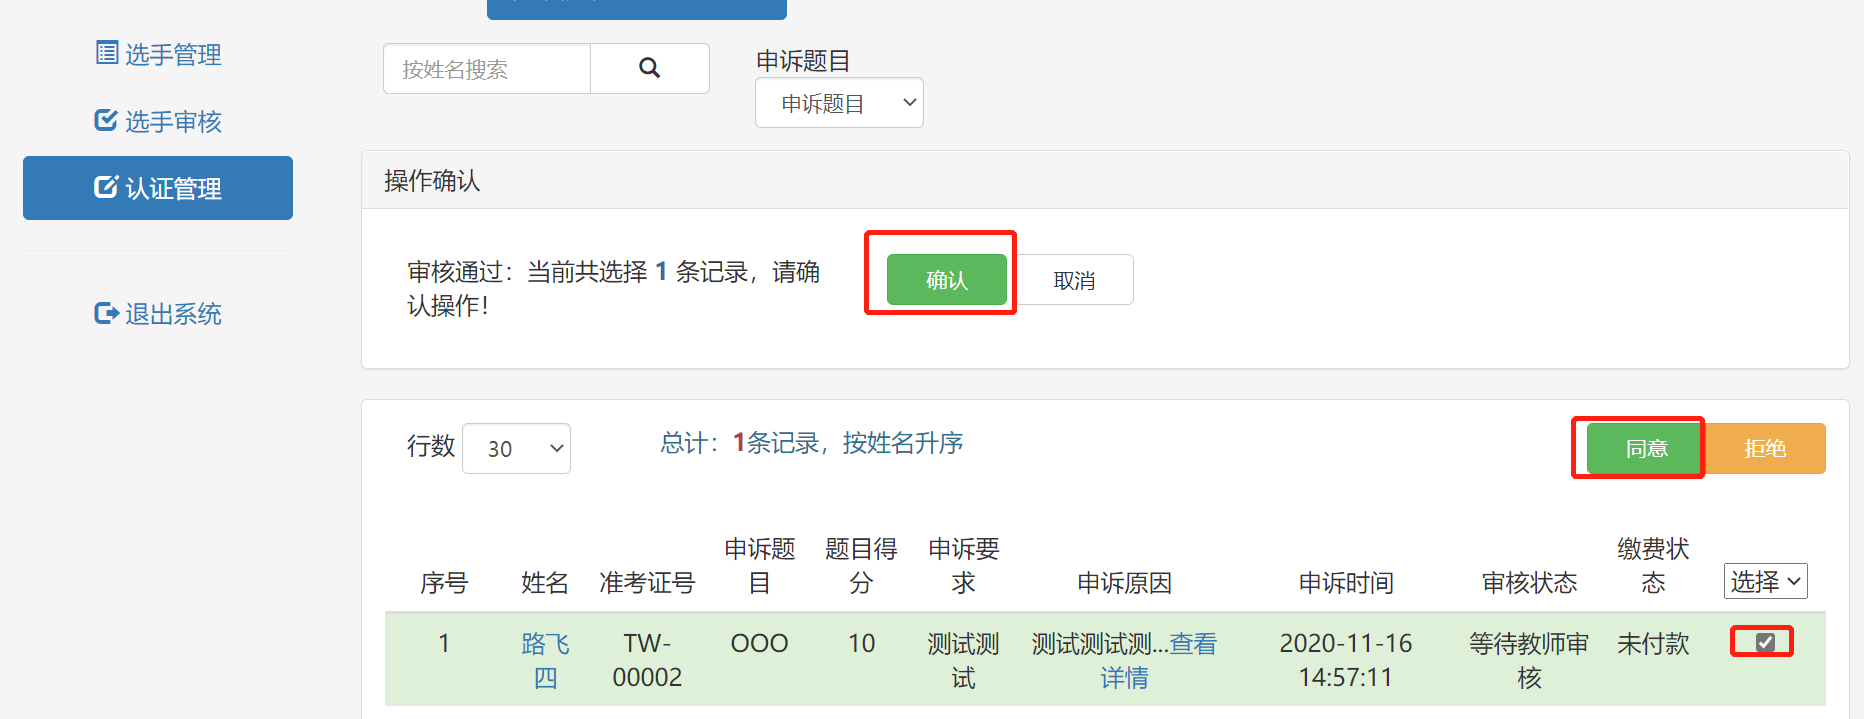 选手管理
选手审核
认证管理
退出系统
按姓名搜索
申诉题目
申诉题目
操作确认
审核通过：当前共选择 1 条记录，请确
认操作！
确认
取消
行数
30
总计：1条记录，按姓名升序
同意
拒绝
序号
姓名
准考证号
申诉题
目
题目得
分
申诉要
求
申诉原因
申诉时间
审核状态
缴费状
态
选择
1
路飞
四
TW-
00002
OOO
10
测试测
试
测试测试测...查看
详情
2020-11-16
14:57:11
等待教师审
核
未付款